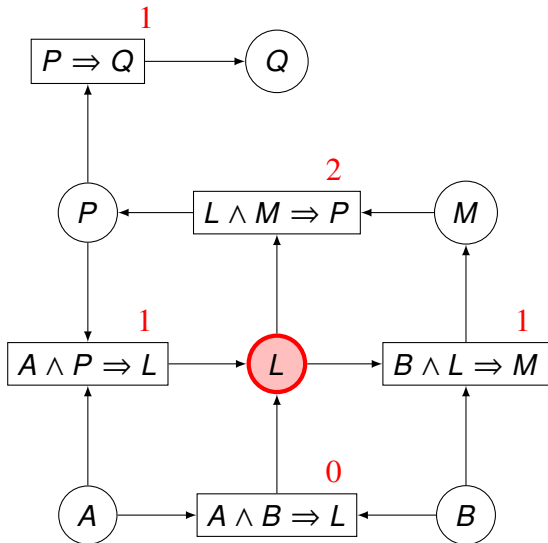 1
P ⇒ Q
Q
2
P
L ∧ M ⇒ P
M
1
1
A ∧ P ⇒ L
L
B ∧ L ⇒ M
0
A
A ∧ B ⇒ L
B